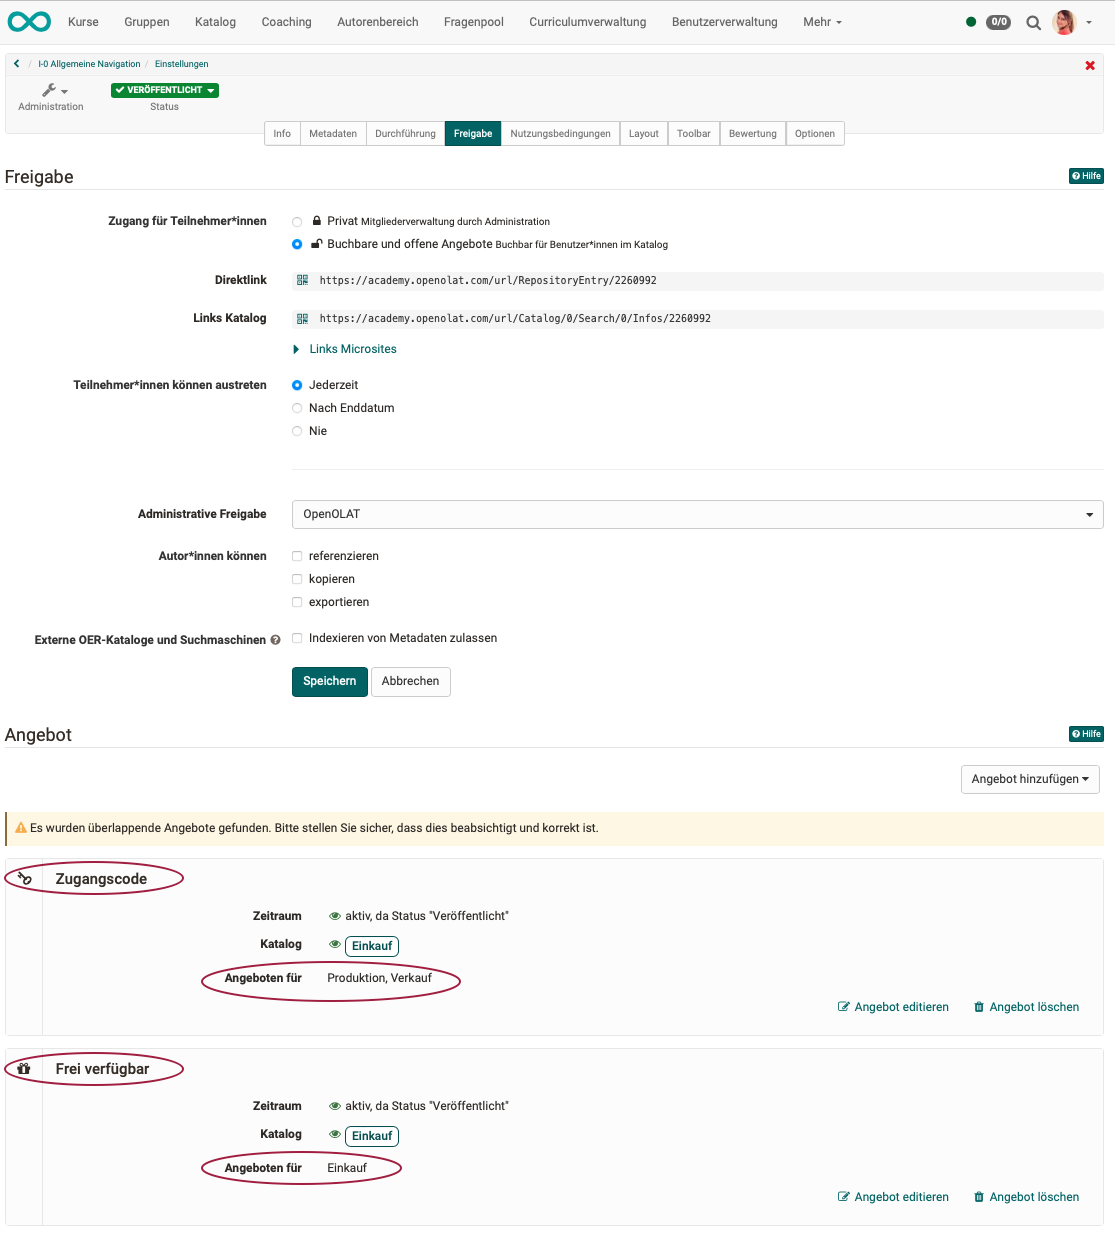 Kurse Gruppen Katalog Coaching Autorenbereich Fragenpool Curriculumverwaltung Benutzerverwaltung Mehr 0/0
/ I-0 Allgemeine Navigation / Einstellungen
VERÖFFENTLICHT
Administration Status
Info Metadaten Durchführung Freigabe Nutzungsbedingungen Layout Toolbar Bewertung Optionen
Freigabe Hilfe
Zugang für Teilnehmer*innen Privat Mitgliederverwaltung durch Administration
Buchbare und offene Angebote Buchbar für Benutzer*innen im Katalog
Direktlink https://academy.openolat.com/url/RepositoryEntry/2260992
Links Katalog https://academy.openolat.com/url/Catalog/0/Search/0/Infos/2260992
Links Microsites
Teilnehmer*innen können austreten Jederzeit
Nach Enddatum
Nie
Administrative Freigabe OpenOLAT
Autor*innen können referenzieren
kopieren
exportieren
Externe OER-Kataloge und Suchmaschinen Indexieren von Metadaten zulassen
Speichern Abbrechen
Angebot Hilfe
Angebot hinzufügen
Es wurden überlappende Angebote gefunden. Bitte stellen Sie sicher, dass dies beabsichtigt und korrekt ist.
Zugangscode
Zeitraum aktiv, da Status "Veröffentlicht"
Katalog Einkauf
Angeboten für Produktion, Verkauf
Angebot editieren Angebot löschen
Frei verfügbar
Zeitraum aktiv, da Status "Veröffentlicht"
Katalog Einkauf
Angeboten für Einkauf
Angebot editieren Angebot löschen